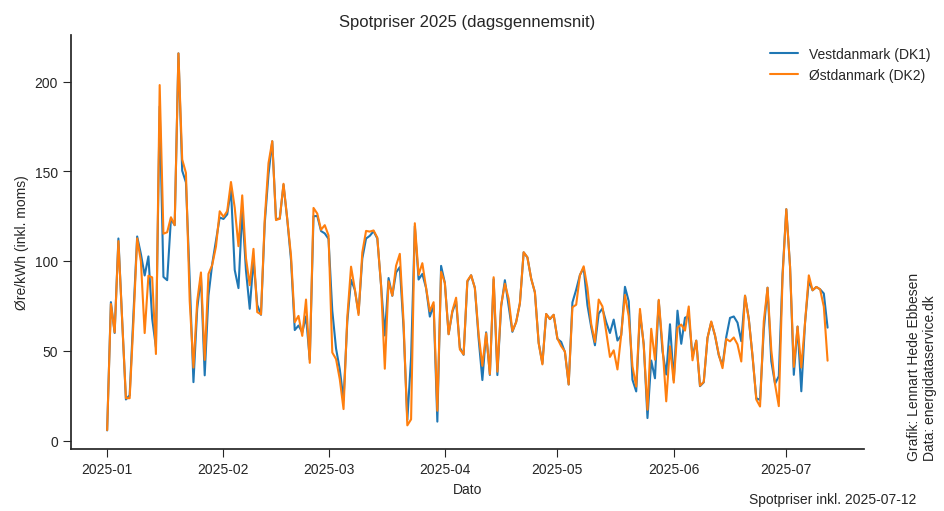 Spotpriser 2025 (dagsgennemsnit)
Vestdanmark (DK1)
Østdanmark (DK2)
Øre/kWh (inkl. moms)
200
150
100
50
0
2025-01
2025-02
2025-03
2025-04
2025-05
2025-06
2025-07
Dato
Grafik: Lennart Hede Ebbesen
Data: energidataservice.dk
Spotpriser inkl. 2025-07-12